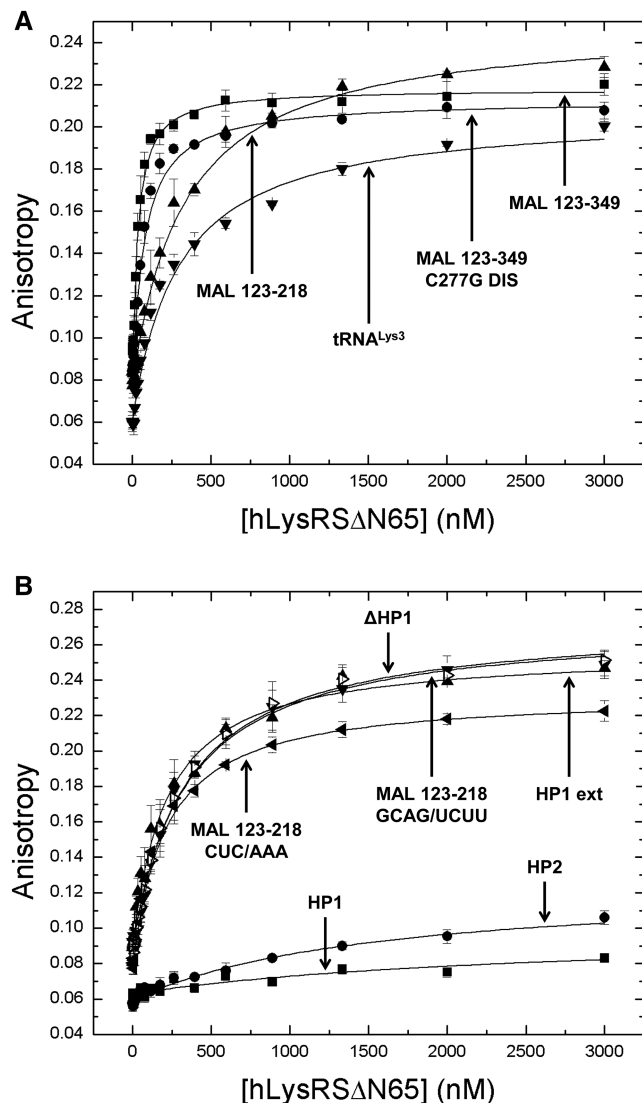 A
0.22
0.20
0.18
0.16
0.14
0.12
0.10
0.08
0.06
0.04
Anisotropy
MAL 123-218
tRNALys3
MAL 123-349
C277G DIS
MAL 123-349
0 500 1000 1500 2000 2500 3000
[hLysRSΔN65] (nM)
B
0.28
0.26
0.24
0.22
0.20
0.18
0.16
0.14
0.12
0.10
0.08
0.06
0.04
Anisotropy
ΔHP1
MAL 123-218
CUC/AAA
MAL 123-218
GCAG/UCUU
HP1 ext
HP1
HP2
0 500 1000 1500 2000 2500 3000
[hLysRSΔN65] (nM)